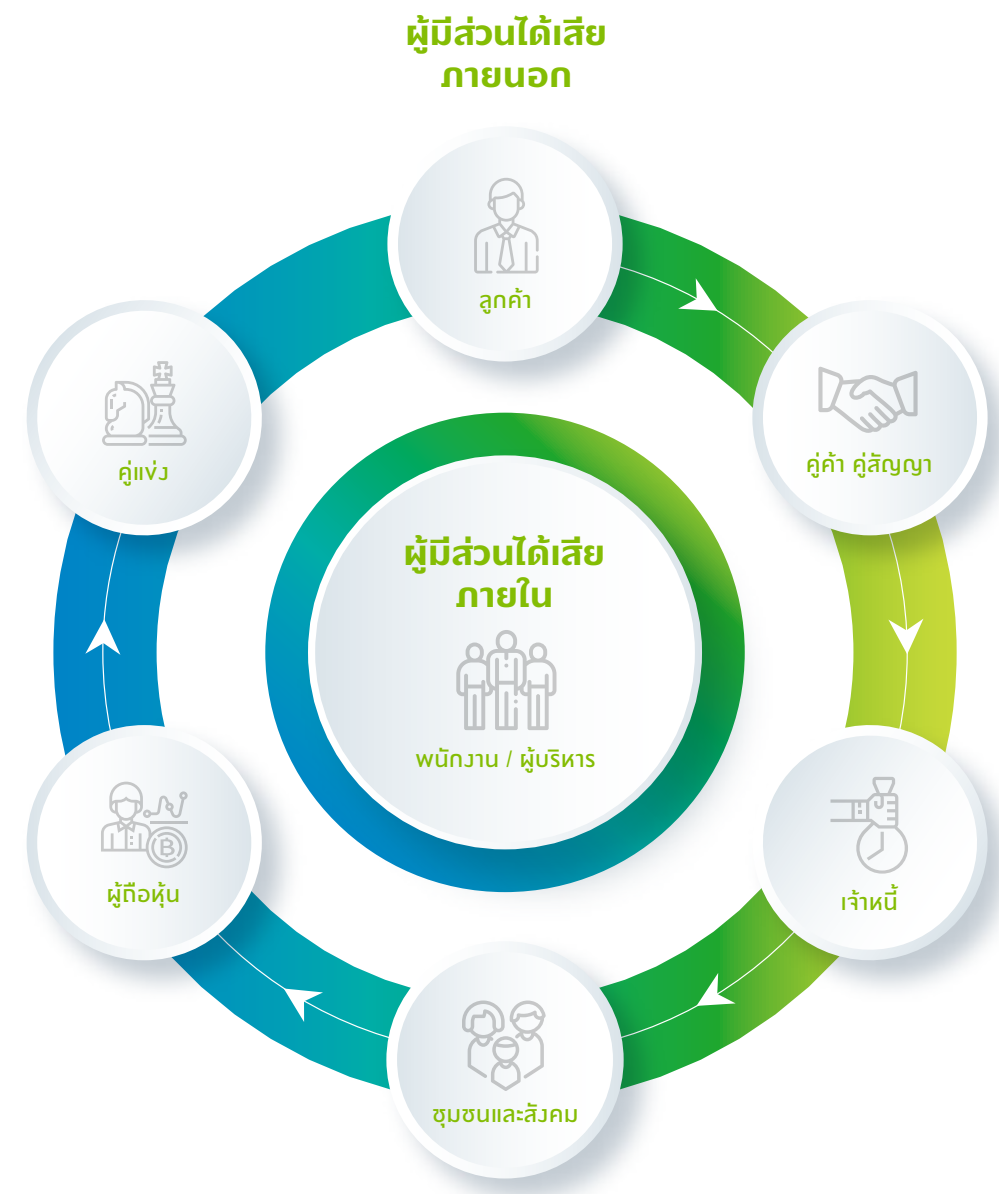 ผู้มีส่วนได้เสีย
ภายนอก
ลูกค้า
คู่แข่ง
คู่ค้า คู่สัญญา
ผู้มีส่วนได้เสีย
ภายใน
พนักงาน / ผู้บริหาร
ผู้ถือหุ้น
เจ้าหนี้
ชุมชนและสังคม